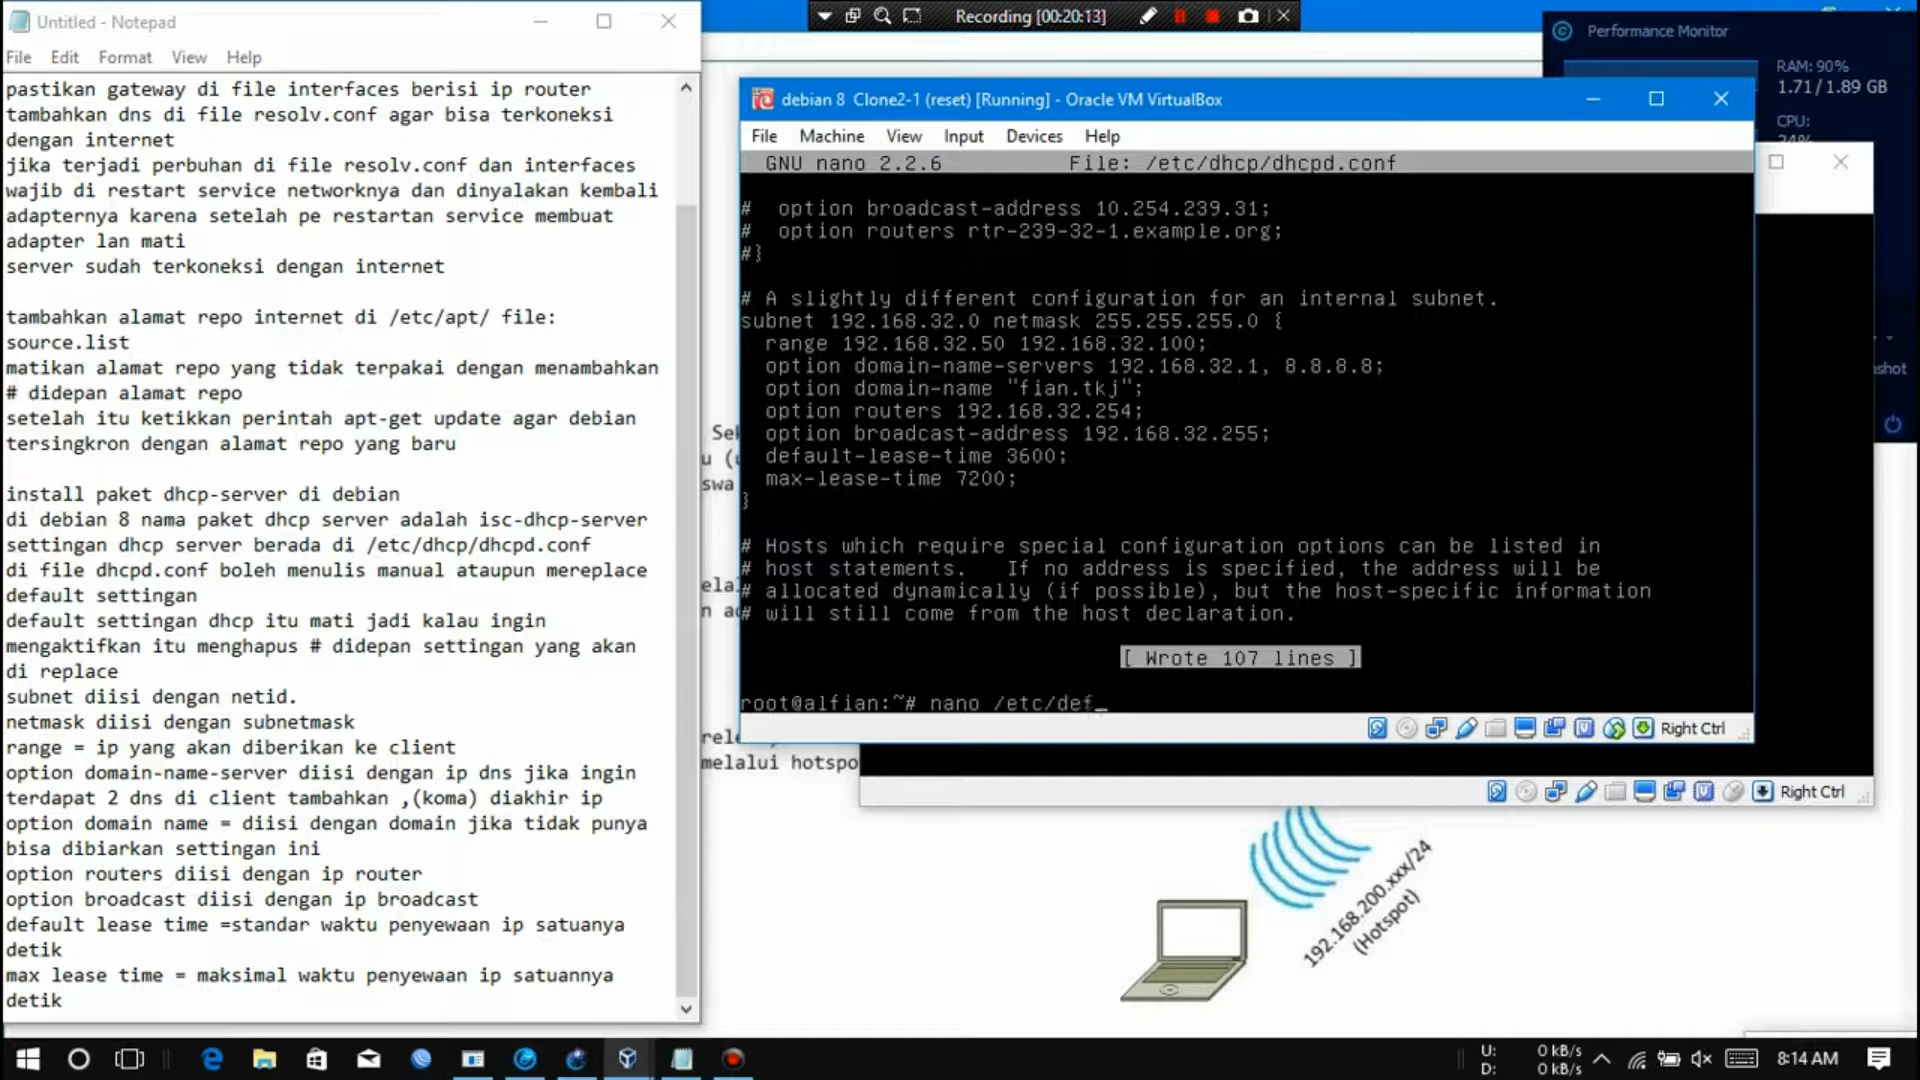 Untitled - Notepad
File Edit Format View Help
pastikan gateway di file interfaces berisi ip router
tambahkan dns di file resolv.conf agar bisa terkoneksi
dengan internet
jika terjadi perbuhan di file resolv.conf dan interfaces
wajib di restart service networknya dan dinyalakan kembali
adapternya karena setelah pe restartan service membuat
adapter lan mati
server sudah terkoneksi dengan internet
tambahkan alamat repo internet di /etc/apt/ file:
source.list
matikan alamat repo yang tidak terpakai dengan menambahkan
# didepan alamat repo
setelah itu ketikkan perintah apt-get update agar debian
tersingkron dengan alamat repo yang baru
install paket dhcp-server di debian
di debian 8 nama paket dhcp server adalah isc-dhcp-server
settingan dhcp server berada di /etc/dhcp/dhcpd.conf
di file dhcpd.conf boleh menulis manual ataupun mereplace
default settingan
default settingan dhcp itu mati jadi kalau ingin
mengaktifkan itu menghapus # didepan settingan yang akan
di replace
subnet diisi dengan netid.
netmask diisi dengan subnetmask
range = ip yang akan diberikan ke client
option domain-name-server diisi dengan ip dns jika ingin
terdapat 2 dns di client tambahkan ,(koma) diakhir ip
option domain name = diisi dengan domain jika tidak punya
bisa dibiarkan settingan ini
option routers diisi dengan ip router
option broadcast diisi dengan ip broadcast
default lease time =standar waktu penyewaan ip satuanya
detik
max lease time = maksimal waktu penyewaan ip satuannya
detik
Recording [00:20:13]
Performance Monitor
RAM: 90%
1.71/1.89 GB
CPU:
24%
debian 8 Clone2-1 (reset) [Running] - Oracle VM VirtualBox
File Machine View Input Devices Help
GNU nano 2.2.6 File: /etc/dhcp/dhcpd.conf
# option broadcast-address 10.254.239.31;
# option routers rtr-239-32-1.example.org;
#}
# A slightly different configuration for an internal subnet.
subnet 192.168.32.0 netmask 255.255.255.0 {
range 192.168.32.50 192.168.32.100;
option domain-name-servers 192.168.32.1, 8.8.8.8;
option domain-name "fian.tkj";
option routers 192.168.32.254;
option broadcast-address 192.168.32.255;
default-lease-time 3600;
max-lease-time 7200;
}
# Hosts which require special configuration options can be listed in
# host statements. If no address is specified, the address will be
# allocated dynamically (if possible), but the host-specific information
# will still come from the host declaration.
[ Wrote 107 lines ]
root@alfian:~# nano /etc/def_
Right Ctrl
Right Ctrl
Sek
u (
swa
ela
n ad
rele
melalui hotspo
shot
192.168.200.xxx/24
(Hotspot)
U: 0 kB/s
D: 0 kB/s
8:14 AM